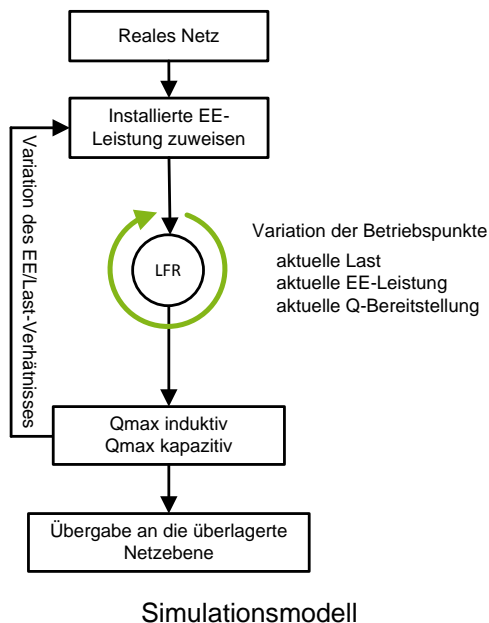 Reales Netz
Installierte EE-
Leistung zuweisen
Variation des EE/Last-Verhätnisses
LFR
Variation der Betriebspunkte
aktuelle Last
aktuelle EE-Leistung
aktuelle Q-Bereitstellung
Qmax induktiv
Qmax kapazitiv
Übergabe an die überlagerte
Netzebene
Simulationsmodell